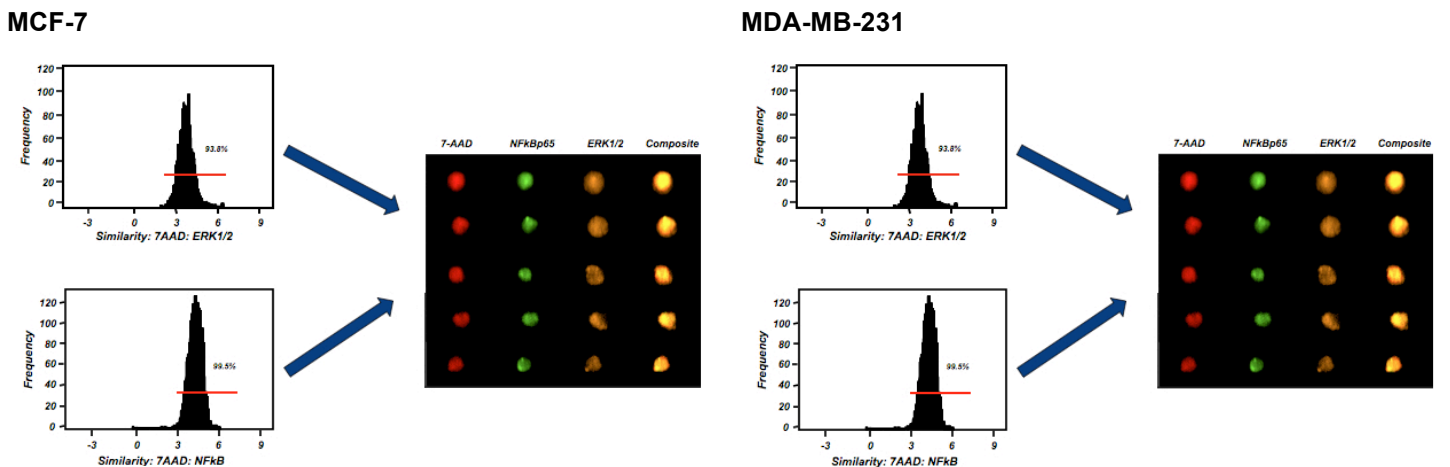 MCF-7
120
100
80
60
40
20
0
Frequency
93.8%
-3 0 3 6 9
Similarity: 7AAD: ERK1/2
120
100
80
60
40
20
0
Frequency
99.5%
-3 0 3 6 9
Similarity: 7AAD: NFkB
7-AAD NFkBp65 ERK1/2 Composite
MDA-MB-231
120
100
80
60
40
20
0
Frequency
93.8%
-3 0 3 6 9
Similarity: 7AAD: ERK1/2
120
100
80
60
40
20
0
Frequency
99.5%
-3 0 3 6 9
Similarity: 7AAD: NFkB
7-AAD NFkBp65 ERK1/2 Composite